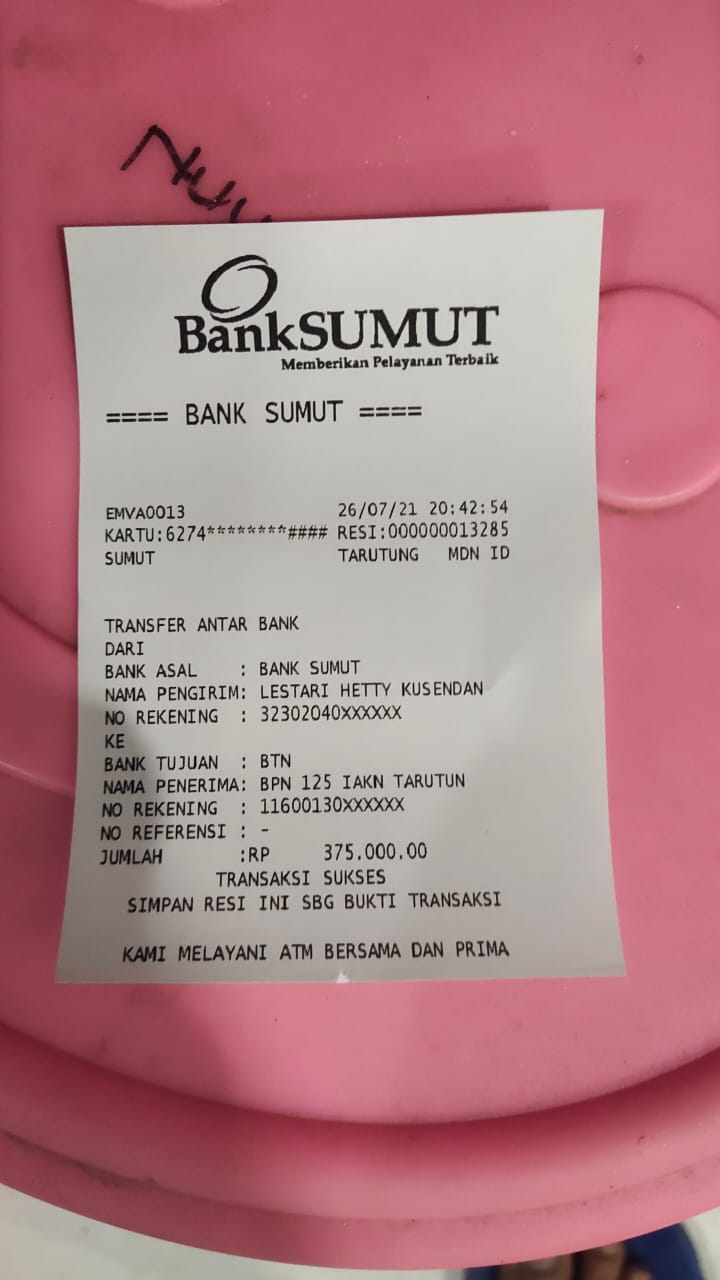 BankSUMUT
Memberikan Pelayanan Terbaik
==== BANK SUMUT ====
EMVA0013 26/07/21 20:42:54
KARTU:6274********#### RESI:000000013285
SUMUT TARUTUNG MDN ID
TRANSFER ANTAR BANK
DARI
BANK ASAL : BANK SUMUT
NAMA PENGIRIM: LESTARI HETTY KUSENDAN
NO REKENING : 32302040XXXXXX
KE
BANK TUJUAN : BTN
NAMA PENERIMA: BPN 125 IAKN TARUTUN
NO REKENING : 11600130XXXXXX
NO REFERENSI : -
JUMLAH :RP 375.000.00
TRANSAKSI SUKSES
SIMPAN RESI INI SBG BUKTI TRANSAKSI
KAMI MELAYANI ATM BERSAMA DAN PRIMA